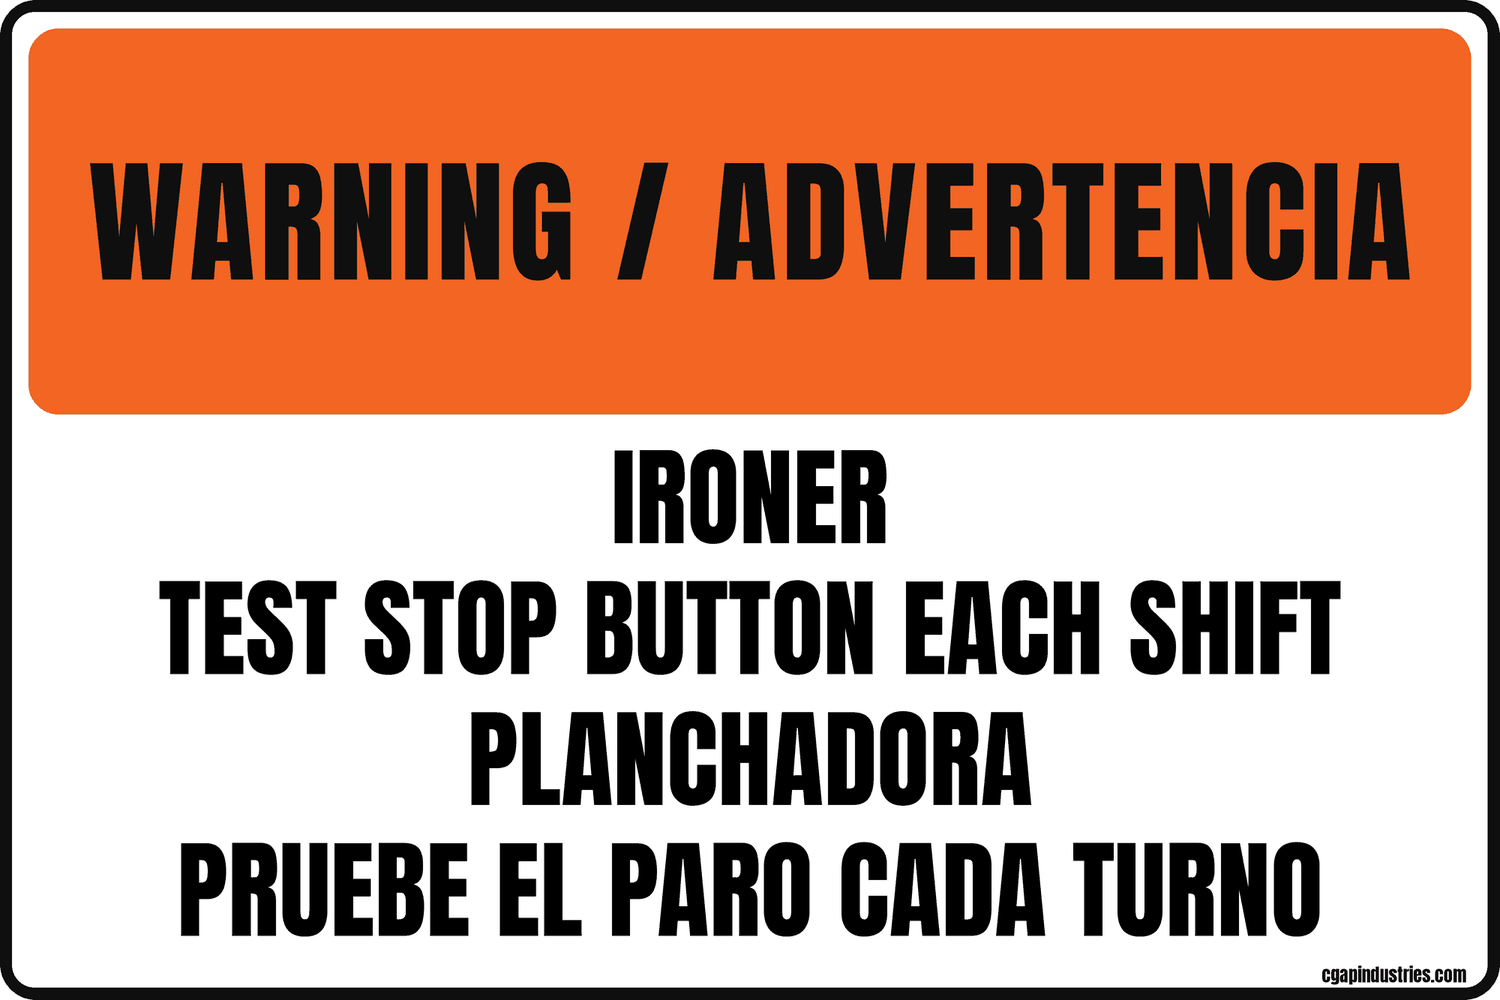 WARNING / ADVERTENCIA
IRONER
TEST STOP BUTTON EACH SHIFT
PLANCHADORA
PRUEBE EL PARO CADA TURNO
cgapindustries.com